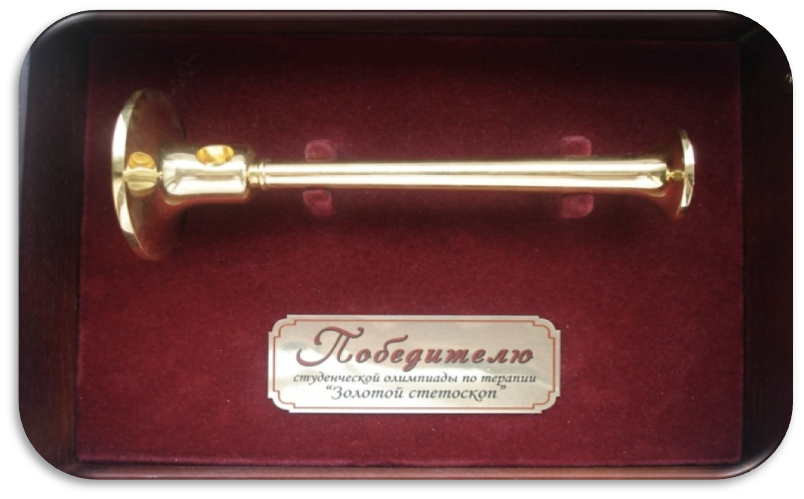 Победителю
студенческой олимпиады по терапии
“Золотой стетоскоп”